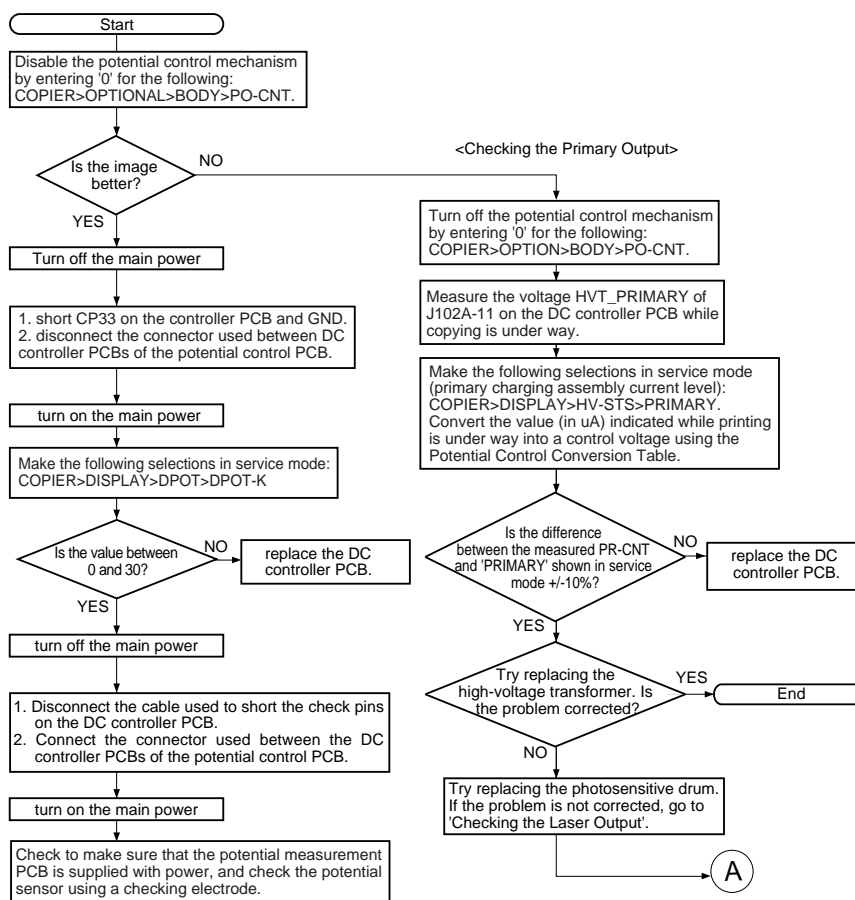 Start
Disable the potential control mechanism
by entering '0' for the following:
COPIER>OPTIONAL>BODY>PO-CNT.
Is the image
better?
NO
YES
Turn off the main power
1. short CP33 on the controller PCB and GND.
2. disconnect the connector used between DC
controller PCBs of the potential control PCB.
turn on the main power
Make the following selections in service mode:
COPIER>DISPLAY>DPOT>DPOT-K
Is the value between
0 and 30?
NO
replace the DC
controller PCB.
YES
turn off the main power
1. Disconnect the cable used to short the check pins
on the DC controller PCB.
2. Connect the connector used between the DC
controller PCBs of the potential control PCB.
turn on the main power
Check to make sure that the potential measurement
PCB is supplied with power, and check the potential
sensor using a checking electrode.
<Checking the Primary Output>
Turn off the potential control mechanism
by entering '0' for the following:
COPIER>OPTION>BODY>PO-CNT.
Measure the voltage HVT_PRIMARY of
J102A-11 on the DC controller PCB while
copying is under way.
Make the following selections in service mode
(primary charging assembly current level):
COPIER>DISPLAY>HV-STS>PRIMARY.
Convert the value (in uA) indicated while printing
is under way into a control voltage using the
Potential Control Conversion Table.
Is the difference
between the measured PR-CNT
and 'PRIMARY' shown in service
mode +/-10%?
NO
replace the DC
controller PCB.
YES
Try replacing the
high-voltage transformer. Is
the problem corrected?
YES
End
NO
Try replacing the photosensitive drum.
If the problem is not corrected, go to
'Checking the Laser Output'.
A